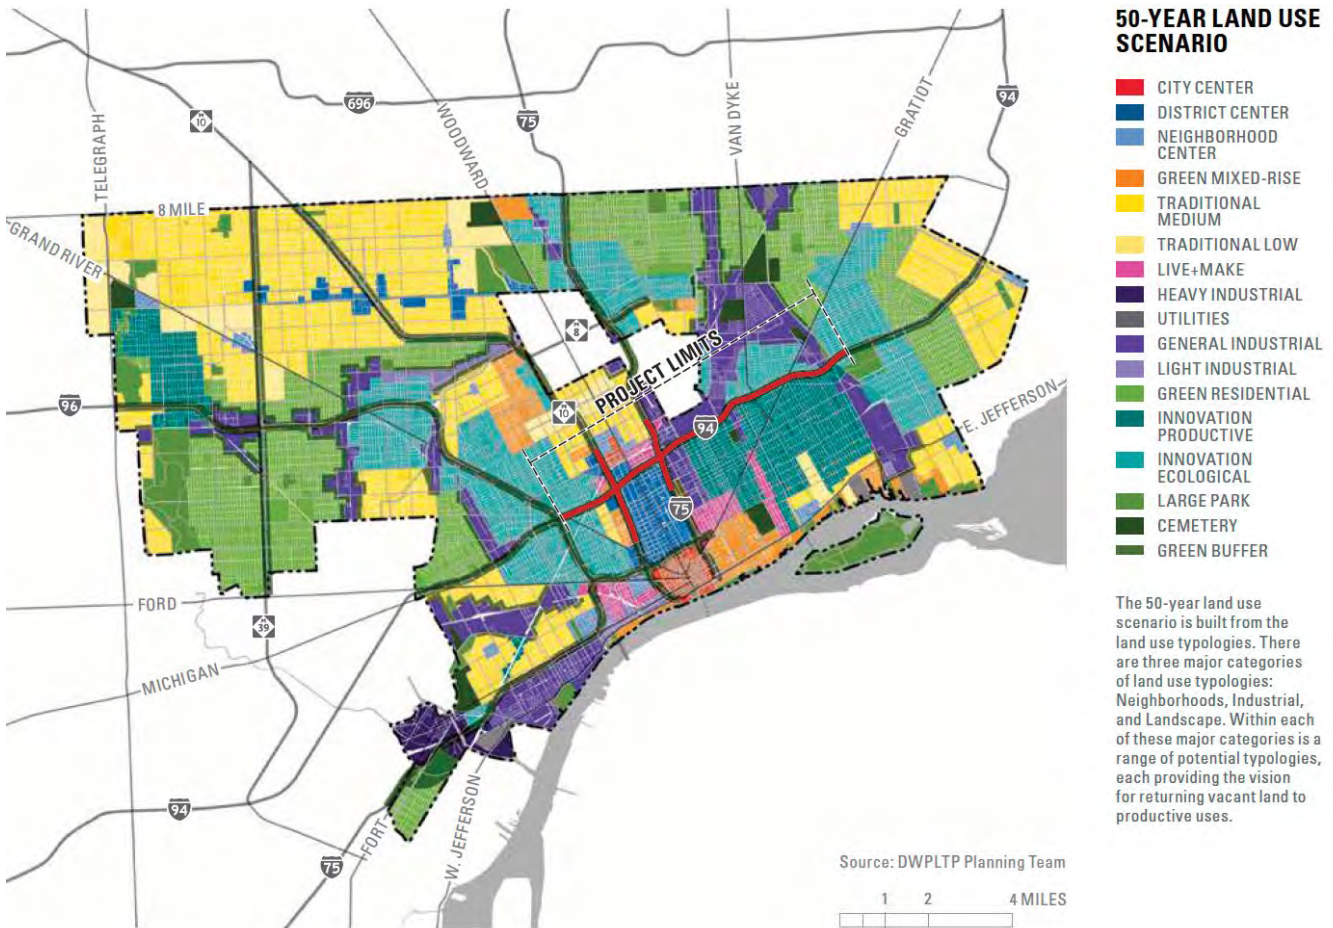 50-YEAR LAND USE
SCENARIO
CITY CENTER
DISTRICT CENTER
NEIGHBORHOOD
CENTER
GREEN MIXED-RISE
TRADITIONAL
MEDIUM
TRADITIONAL LOW
LIVE+MAKE
HEAVY INDUSTRIAL
UTILITIES
GENERAL INDUSTRIAL
LIGHT INDUSTRIAL
GREEN RESIDENTIAL
INNOVATION
PRODUCTIVE
INNOVATION
ECOLOGICAL
LARGE PARK
CEMETERY
GREEN BUFFER
The 50-year land use
scenario is built from the
land use typologies. There
are three major categories
of land use typologies:
Neighborhoods, Industrial,
and Landscape. Within each
of these major categories is a
range of potential typologies,
each providing the vision
for returning vacant land to
productive uses.
696
M
10
75
94
TELEGRAPH
WOODWARD
VAN DYKE
GRATIOT
8 MILE
GRAND RIVER
M
8
PROJECT LIMITS
96
M
10
94
E. JEFFERSON
75
FORD
M
39
MICHIGAN
94
75
FORT
W. JEFFERSON
Source: DWPLTP Planning Team
1 2 4 MILES